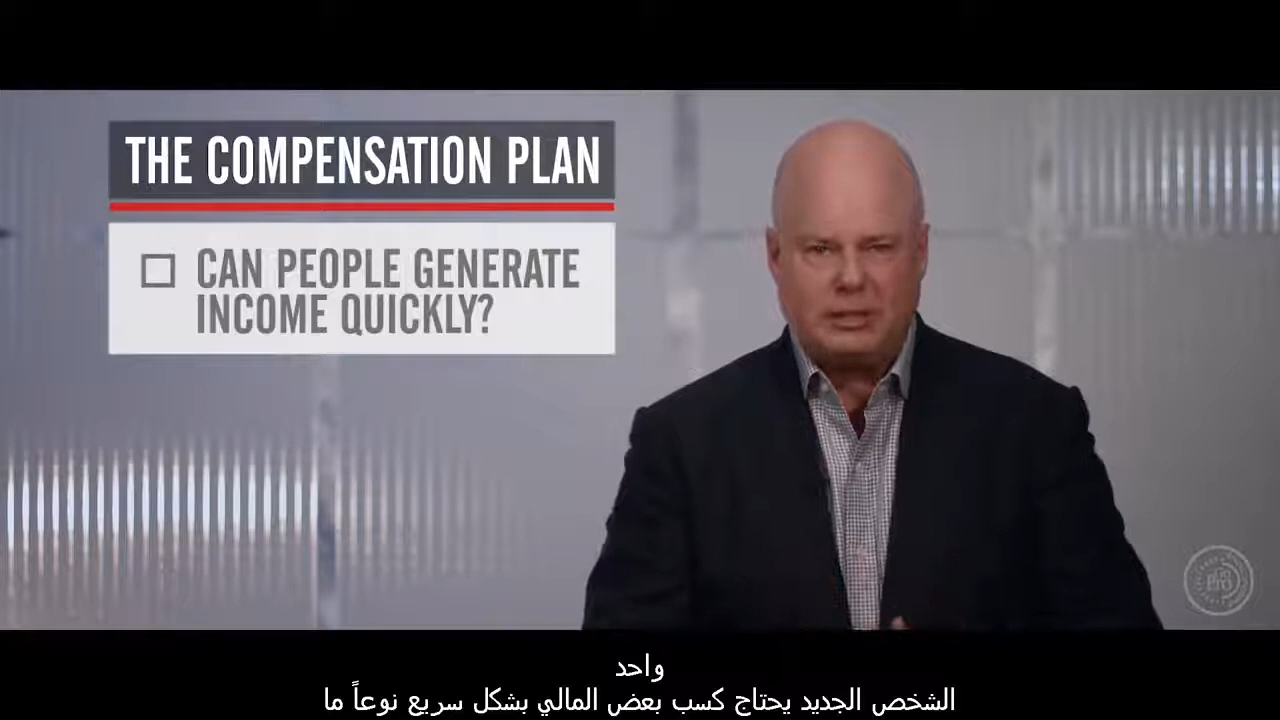 THE COMPENSATION PLAN
CAN PEOPLE GENERATE
INCOME QUICKLY?
واحد
الشخص الجديد يحتاج كسب بعض المالي بشكل سريع نوعاً ما